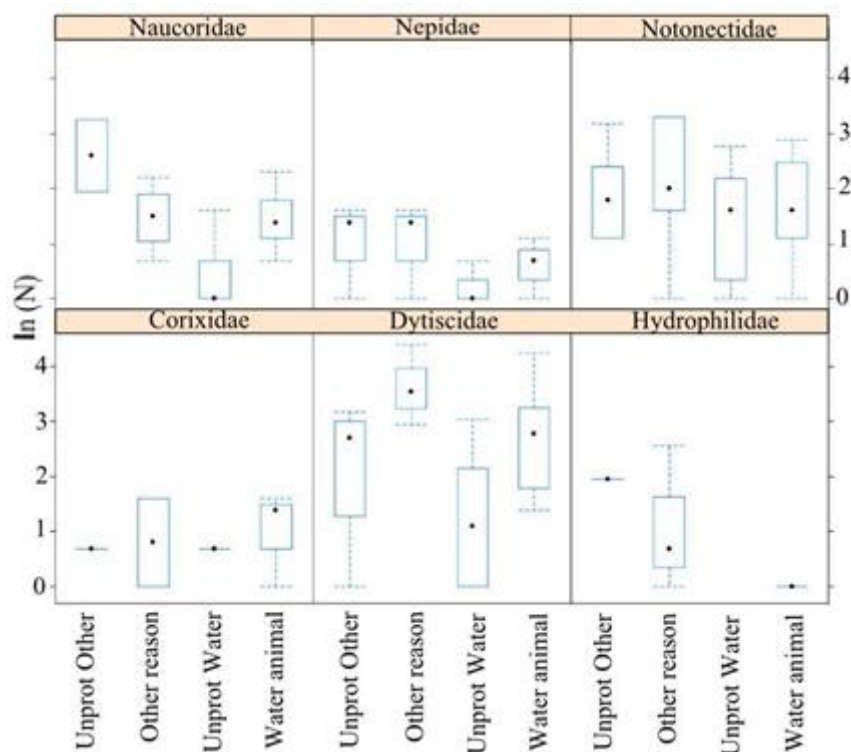 Naucoridae Nepidae Notonectidae
4
3
2
1
0
ln (N)
Corixidae Dytiscidae Hydrophilidae
4
3
2
1
0
Unprot Other Other reason Unprot Water Water animal Unprot Other Other reason Unprot Water Water animal Unprot Other Other reason Unprot Water Water animal